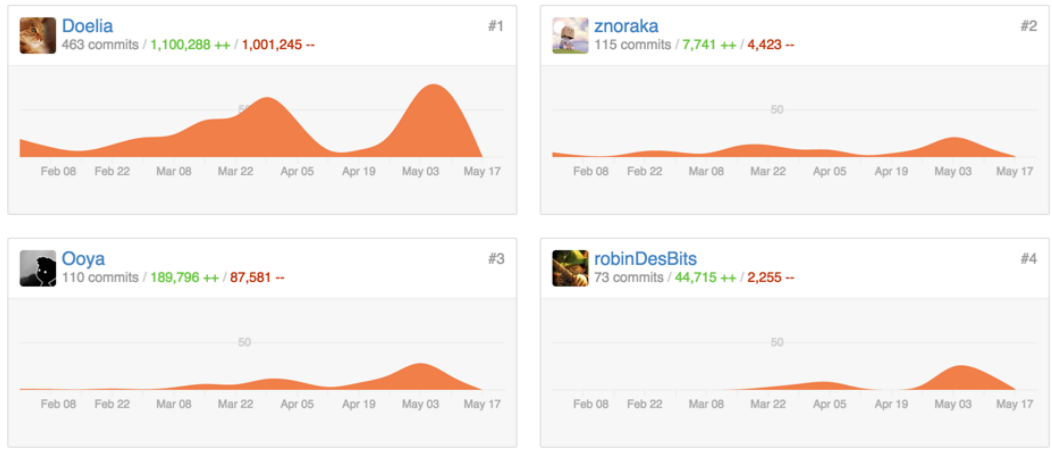 Doelia #1
463 commits / 1,100,288 ++ / 1,001,245 --
50
Feb 08 Feb 22 Mar 08 Mar 22 Apr 05 Apr 19 May 03 May 17
znoraka #2
115 commits / 7,741 ++ / 4,423 --
50
Feb 08 Feb 22 Mar 08 Mar 22 Apr 05 Apr 19 May 03 May 17
Ooya #3
110 commits / 189,796 ++ / 87,581 --
50
Feb 08 Feb 22 Mar 08 Mar 22 Apr 05 Apr 19 May 03 May 17
robinDesBits #4
73 commits / 44,715 ++ / 2,255 --
50
Feb 08 Feb 22 Mar 08 Mar 22 Apr 05 Apr 19 May 03 May 17